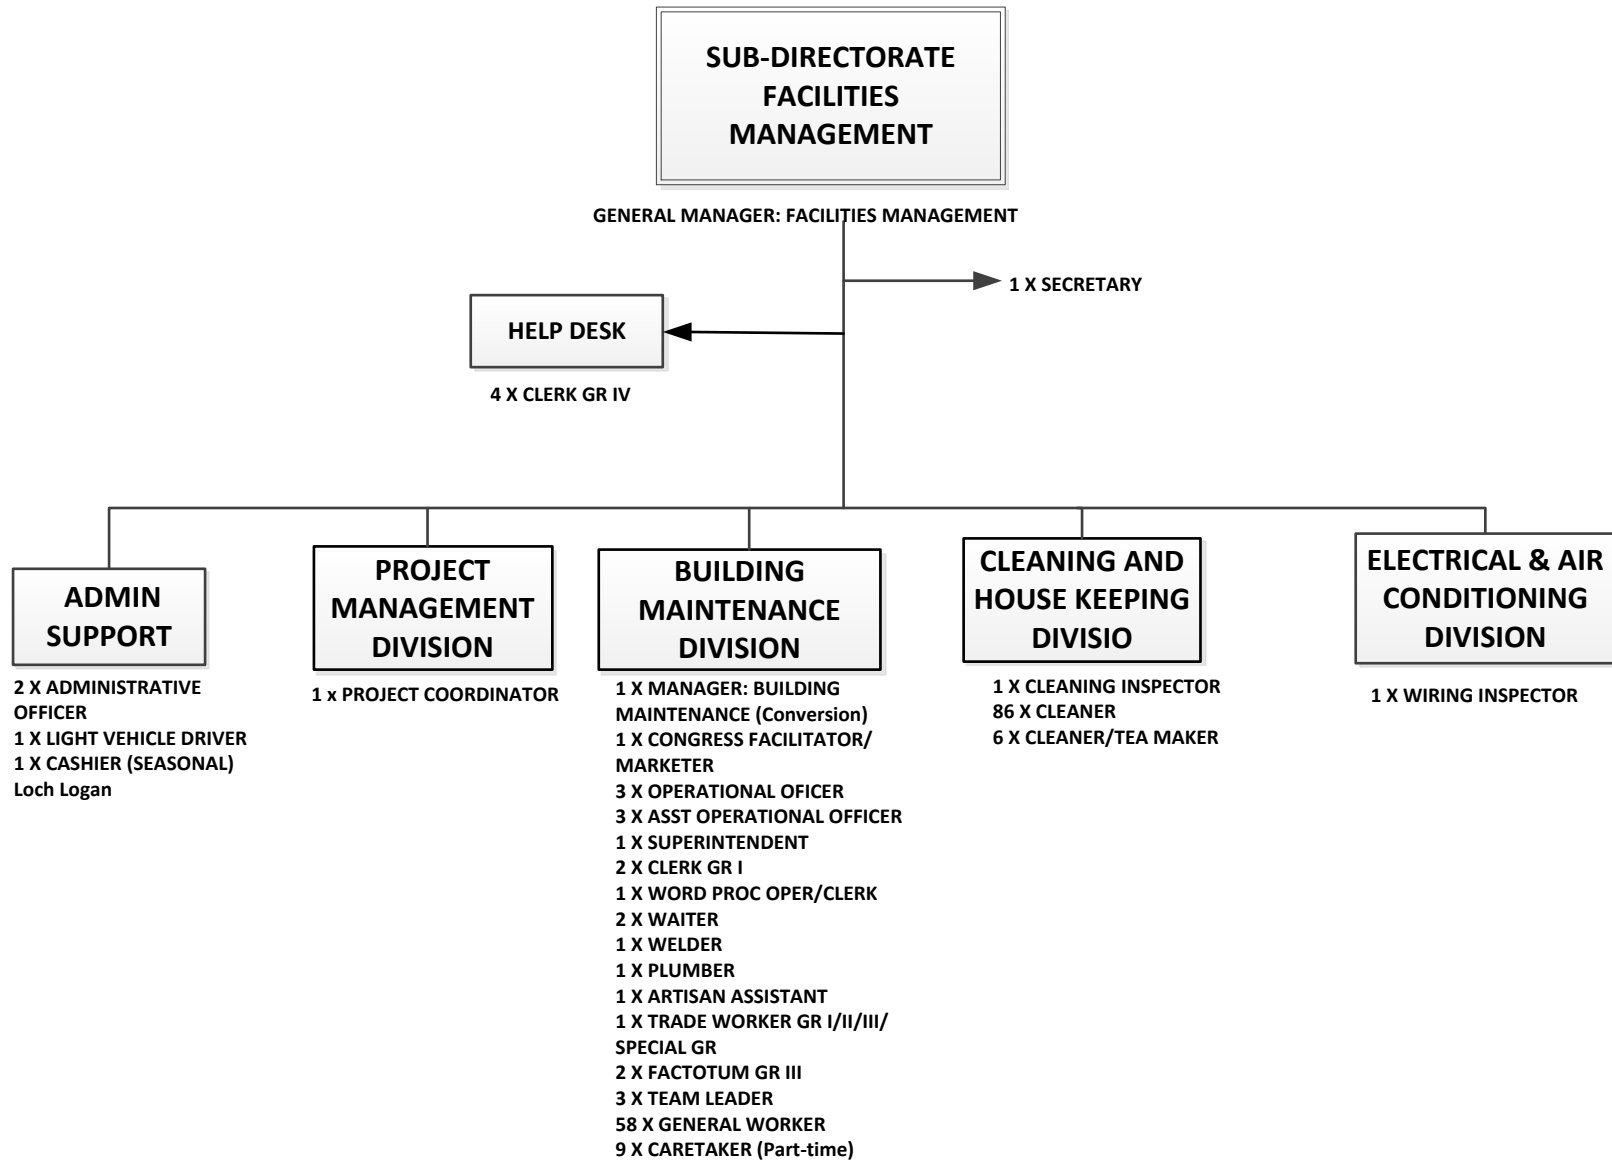 SUB-DIRECTORATE
FACILITIES
MANAGEMENT
GENERAL MANAGER: FACILITIES MANAGEMENT
1 X SECRETARY
HELP DESK
4 X CLERK GR IV
ADMIN
SUPPORT
2 X ADMINISTRATIVE
OFFICER
1 X LIGHT VEHICLE DRIVER
1 X CASHIER (SEASONAL)
Loch Logan
PROJECT
MANAGEMENT
DIVISION
1 x PROJECT COORDINATOR
BUILDING
MAINTENANCE
DIVISION
1 X MANAGER: BUILDING
MAINTENANCE (Conversion)
1 X CONGRESS FACILITATOR/
MARKETER
3 X OPERATIONAL OFICER
3 X ASST OPERATIONAL OFFICER
1 X SUPERINTENDENT
2 X CLERK GR I
1 X WORD PROC OPER/CLERK
2 X WAITER
1 X WELDER
1 X PLUMBER
1 X ARTISAN ASSISTANT
1 X TRADE WORKER GR I/II/III/
SPECIAL GR
2 X FACTOTUM GR III
3 X TEAM LEADER
58 X GENERAL WORKER
9 X CARETAKER (Part-time)
CLEANING AND
HOUSE KEEPING
DIVISIO
1 X CLEANING INSPECTOR
86 X CLEANER
6 X CLEANER/TEA MAKER
ELECTRICAL & AIR
CONDITIONING
DIVISION
1 X WIRING INSPECTOR